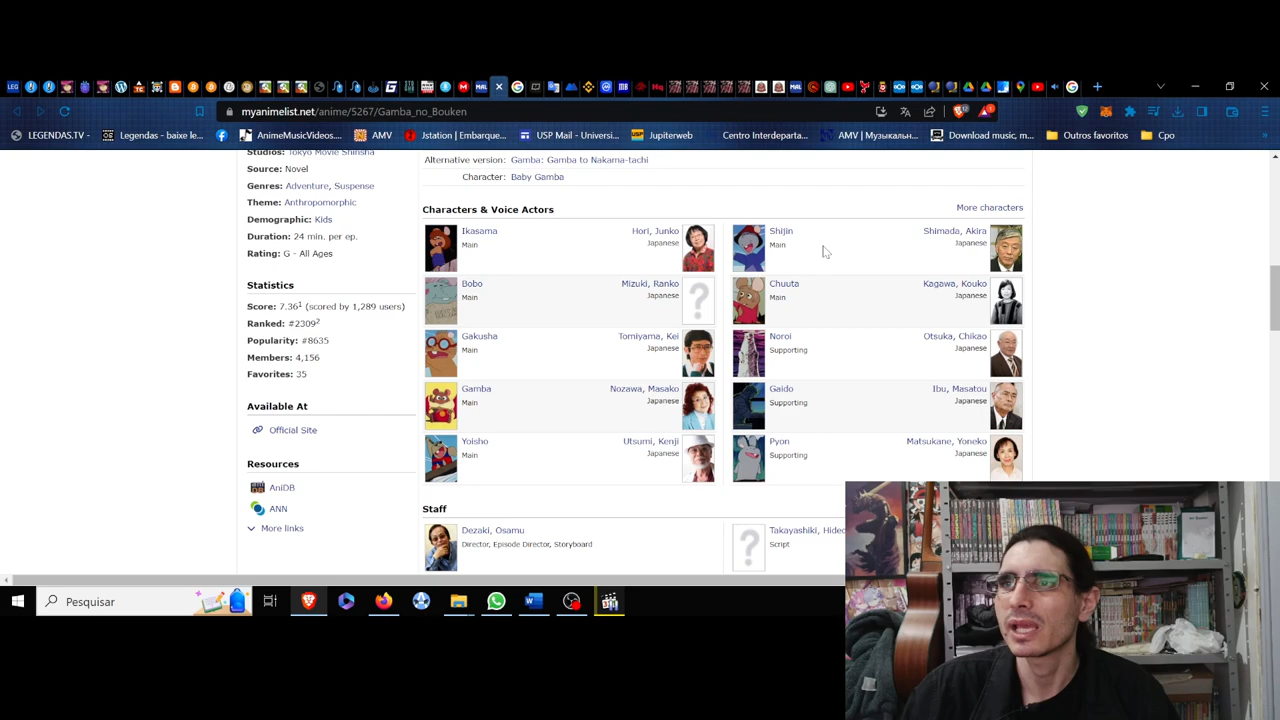 myanimelist.net/anime/5267/Gamba_no_Bouken
LEGENDAS.TV -
Legendas - baixe le...
AnimeMusicVideos....
AMV
Jstation | Embarque...
USP Mail - Universi...
Jupiterweb
Centro Interdeparta...
AMV | Музыкальн...
Download music, m...
Outros favoritos
Cpo
Studios: Tokyo Movie Shinsha
Source: Novel
Genres: Adventure, Suspense
Theme: Anthropomorphic
Demographic: Kids
Duration: 24 min. per ep.
Rating: G - All Ages
Statistics
Score: 7.36¹ (scored by 1,289 users)
Ranked: #2309²
Popularity: #8635
Members: 4,156
Favorites: 35
Available At
Official Site
Resources
AniDB
ANN
More links
Alternative version: Gamba: Gamba to Nakama-tachi
Character: Baby Gamba
Characters & Voice Actors
More characters
Ikasama
Main
Hori, Junko
Japanese
Shijin
Main
Shimada, Akira
Japanese
Bobo
Main
Mizuki, Ranko
Japanese
Chuuta
Main
Kagawa, Kouko
Japanese
Gakusha
Main
Tomiyama, Kei
Japanese
Noroi
Supporting
Otsuka, Chikao
Japanese
Gamba
Main
Nozawa, Masako
Japanese
Gaido
Supporting
Ibu, Masatou
Japanese
Yoisho
Main
Utsumi, Kenji
Japanese
Pyon
Supporting
Matsukane, Yoneko
Japanese
Staff
Dezaki, Osamu
Director, Episode Director, Storyboard
Takayashiki, Hideo
Script
Pesquisar